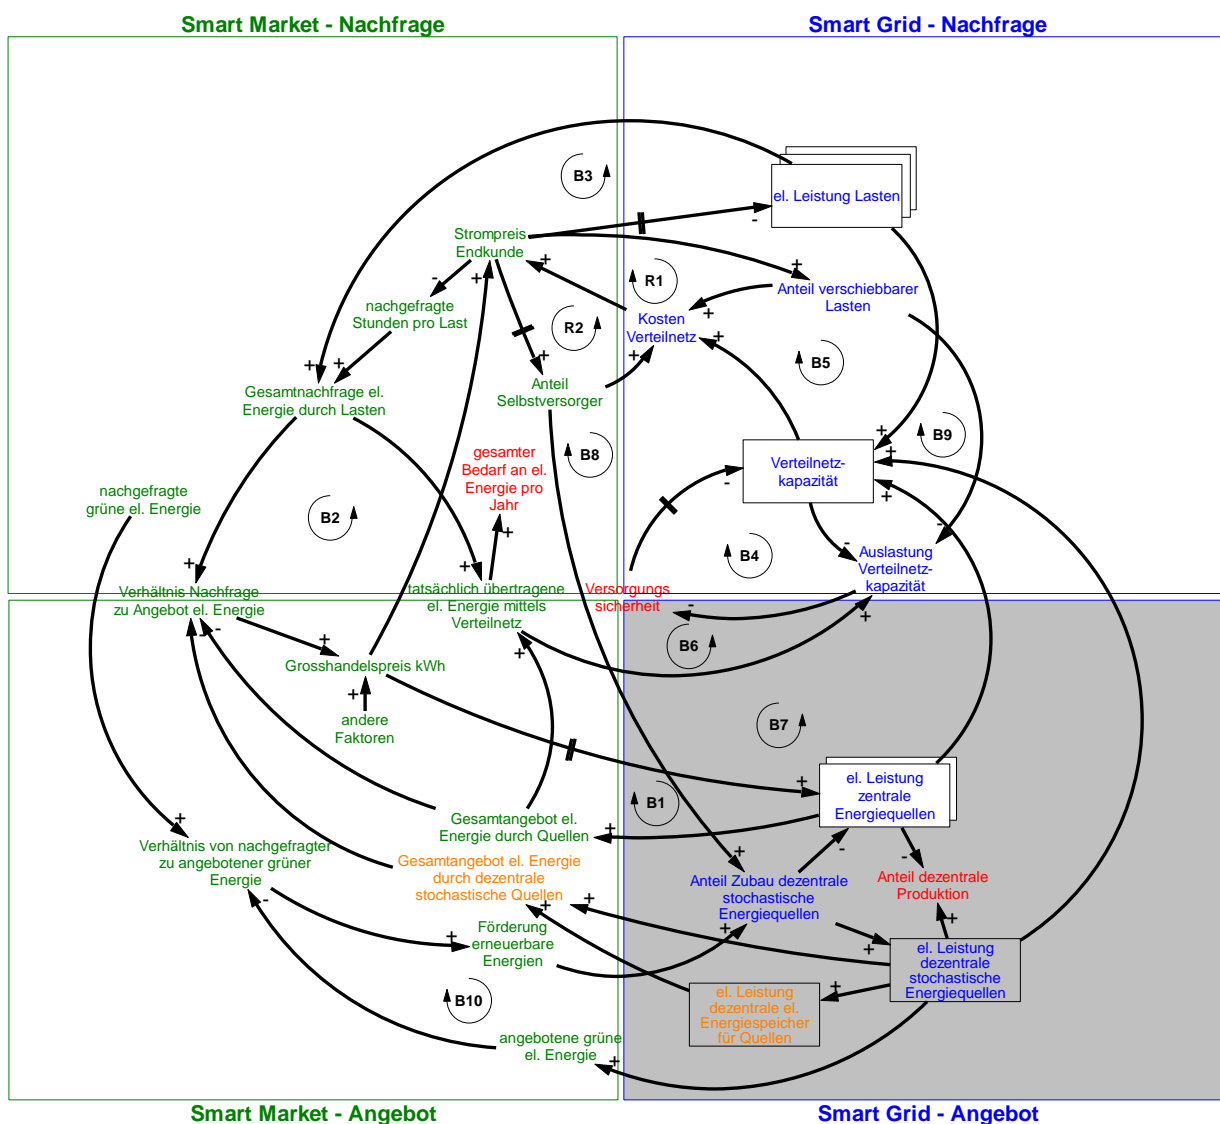 Smart Market - Nachfrage
Smart Grid - Nachfrage
B3
el. Leistung Lasten
-
Strompreis
Endkunde
+
-
+
+
R1
Anteil verschiebbarer
Lasten
nachgefragte
Stunden pro Last
R2
Kosten
Verteilnetz
+
+
+
B5
+
+
+
Gesamtnachfrage el.
Energie durch Lasten
Anteil
Selbstversorger
B8
+
B9
+
gesamter
Bedarf an el.
Energie pro
Jahr
Verteilnetz-
kapazität
-
+
nachgefragte
grüne el. Energie
B2
+
-
-
B4
Auslastung
Verteilnetz-
kapazität
+
+
Verhältnis Nachfrage
zu Angebot el. Energie
tatsächlich übertragene
el. Energie mittels
Verteilnetz
Versorgungs
sicherheit
-
+
- -
+
+
B6
Grosshandelspreis kWh
+
andere
Faktoren
B7
+
el. Leistung
zentrale
Energiequellen
B1
Gesamtangebot el.
Energie durch Quellen
+
+
Verhältnis von nachgefragter
zu angebotener grüner
Energie
Gesamtangebot el. Energie
durch dezentrale
stochastische Quellen
+
-
-
Anteil Zubau dezentrale
stochastische
Energiequellen
Anteil dezentrale
Produktion
-
+
+
+
+
Förderung
erneuerbare
Energien
+
+
+
el. Leistung
dezentrale
stochastische
Energiequellen
B10
el. Leistung
dezentrale el.
Energiespeicher
für Quellen
+
angebotene grüne
el. Energie
+
Smart Market - Angebot
Smart Grid - Angebot